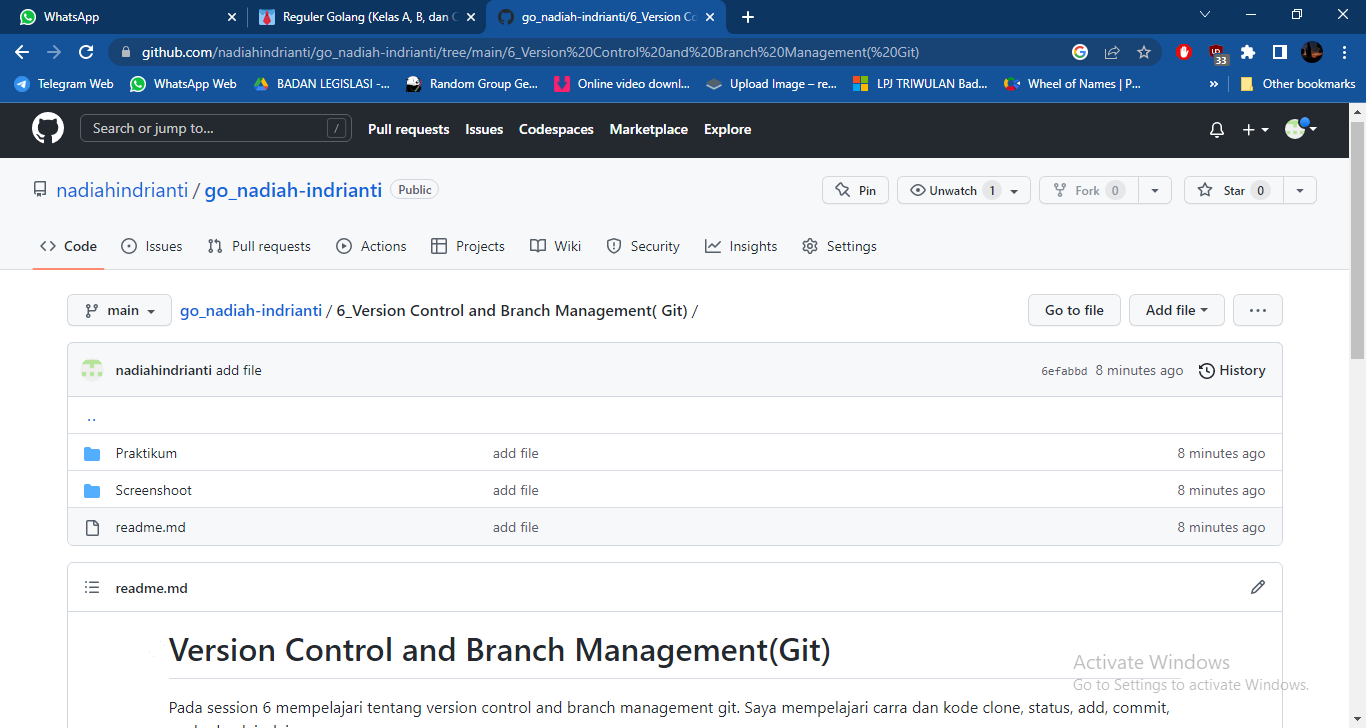 WhatsApp
Reguler Golang (Kelas A, B, dan C
go_nadiah-indrianti/6_Version Co
github.com/nadiahindrianti/go_nadiah-indrianti/tree/main/6_Version%20Control%20and%20Branch%20Management(%20Git)
33
Telegram Web
WhatsApp Web
BADAN LEGISLASI -...
Random Group Ge...
Online video downl...
Upload Image – re...
LPJ TRIWULAN Bad...
Wheel of Names | P...
»
Other bookmarks
Search or jump to... /
Pull requests Issues Codespaces Marketplace Explore
nadiahindrianti / go_nadiah-indrianti Public
Pin Unwatch 1 Fork 0 Star 0
Code Issues Pull requests Actions Projects Wiki Security Insights Settings
main go_nadiah-indrianti / 6_Version Control and Branch Management( Git) /
Go to file Add file ...
nadiahindrianti add file 6efabbd 8 minutes ago History
..
Praktikum add file 8 minutes ago
Screenshoot add file 8 minutes ago
readme.md add file 8 minutes ago
readme.md
Version Control and Branch Management(Git)
Pada session 6 mempelajari tentang version control and branch management git. Saya mempelajari carra dan kode clone, status, add, commit,
Activate Windows
Go to Settings to activate Windows.